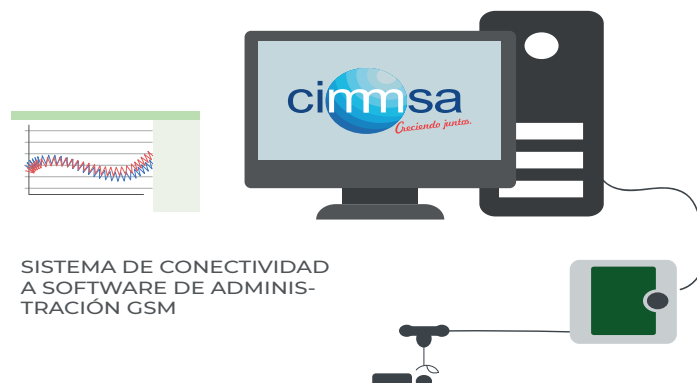 cimmsa
Creciendo juntos.
SISTEMA DE CONECTIVIDAD
A SOFTWARE DE ADMINIS-
TRACIÓN GSM